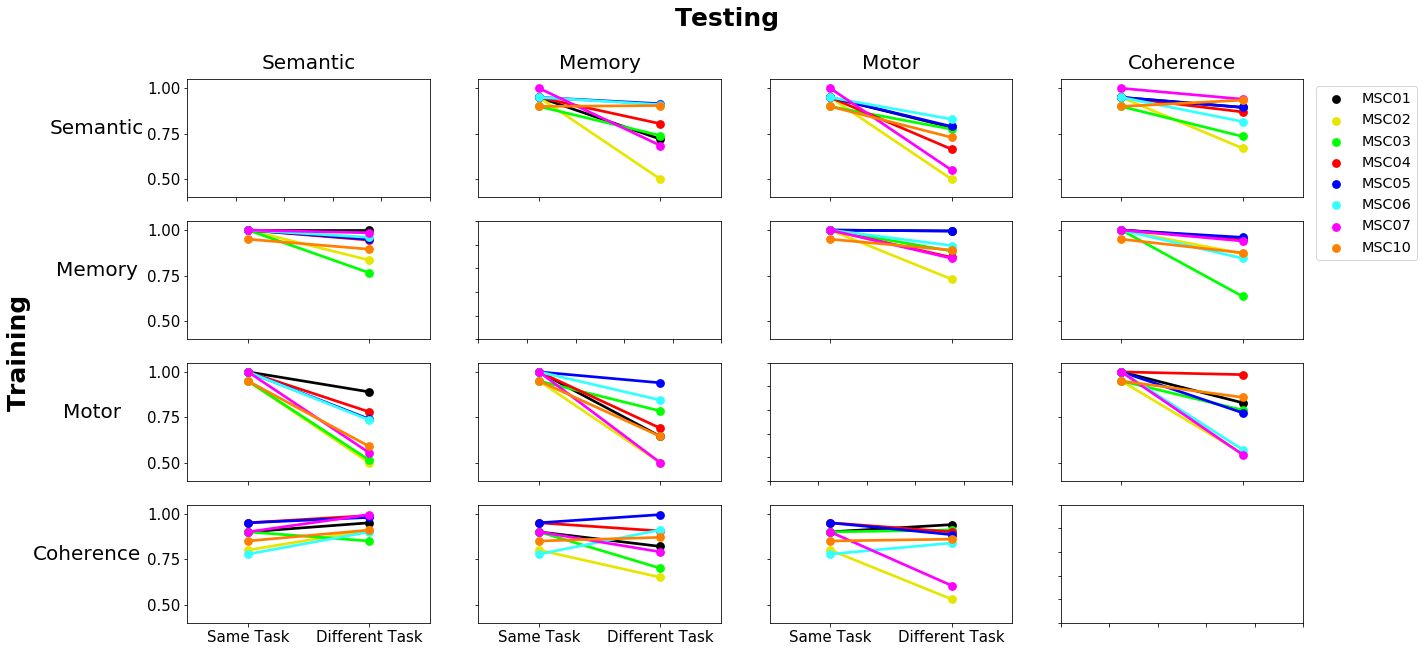 Testing
Semantic Memory Motor Coherence
Training
Semantic
1.00
0.75
0.50
Memory
1.00
0.75
0.50
Motor
1.00
0.75
0.50
Coherence
1.00
0.75
0.50
Same Task Different Task Same Task Different Task Same Task Different Task
MSC01
MSC02
MSC03
MSC04
MSC05
MSC06
MSC07
MSC10